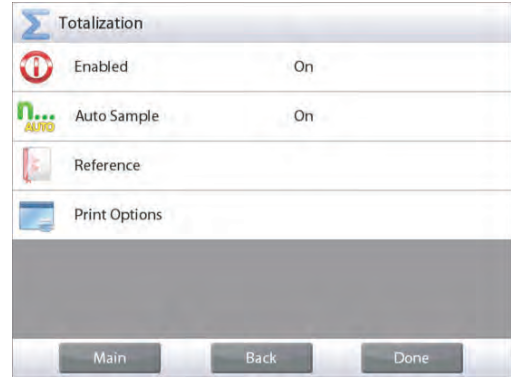 Totalization
Enabled On
n... AUTO Auto Sample On
Reference
Print Options
Main Back Done